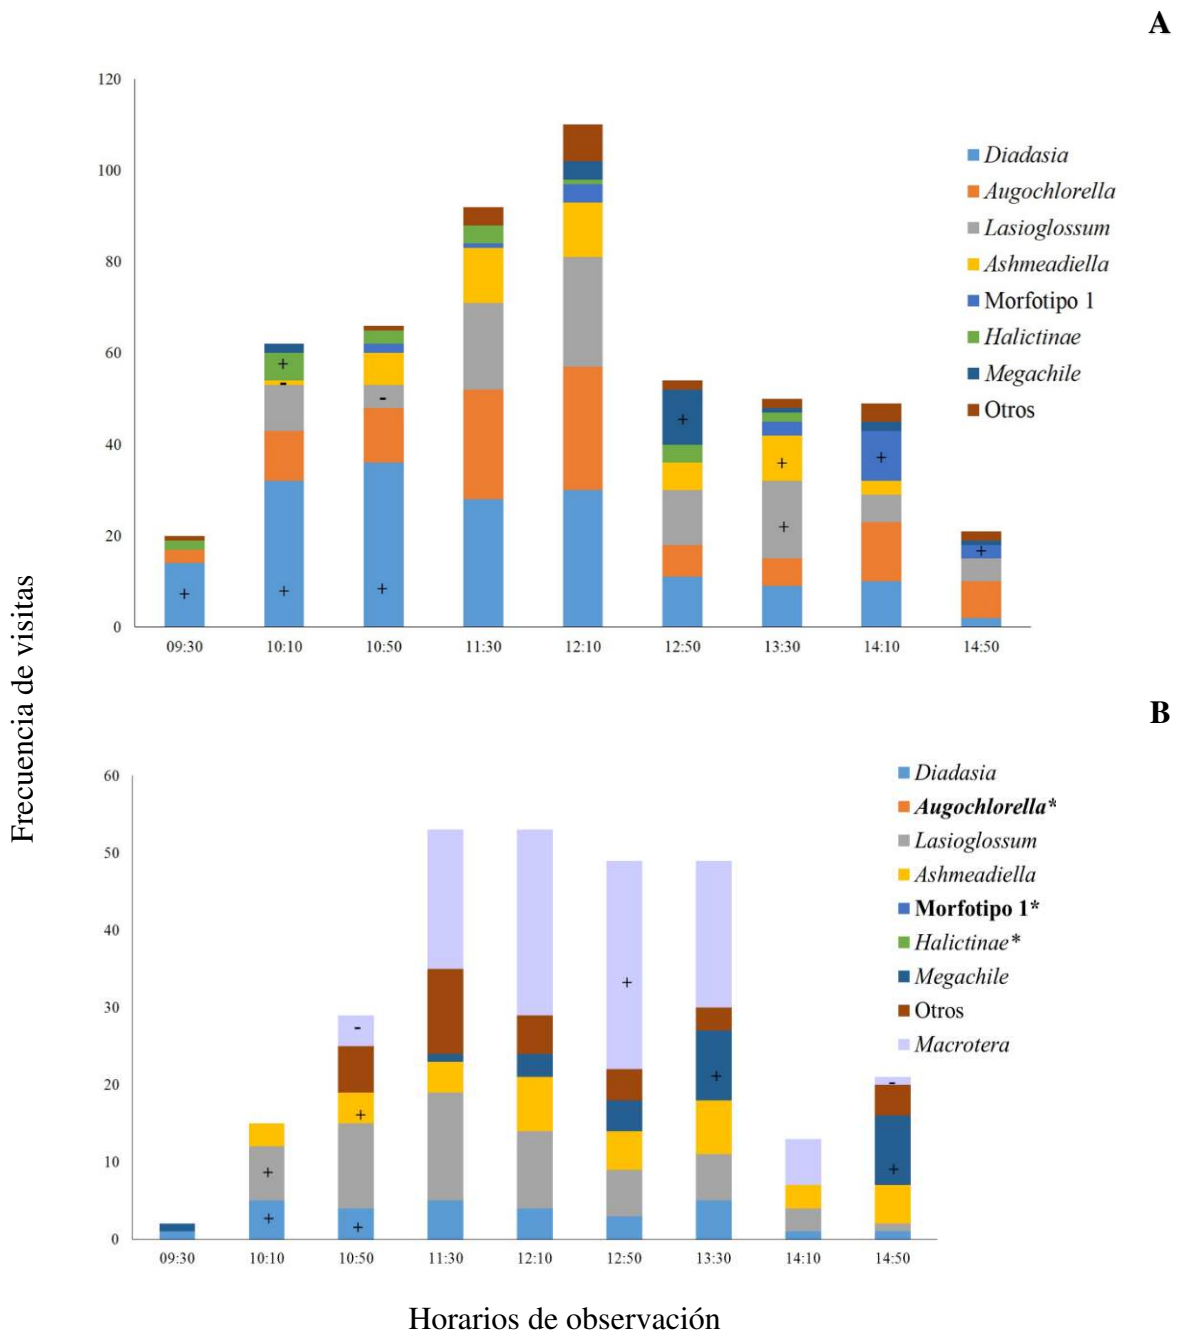 A
120
100
80
60
40
20
0
09:30 10:10 10:50 11:30 12:10 12:50 13:30 14:10 14:50
+ + + + - - + + + + +
Diadasia
Augochlorella
Lasioglossum
Ashmeadiella
Morfotipo 1
Halictinae
Megachile
Otros
Frecuencia de visitas
B
60
50
40
30
20
10
0
09:30 10:10 10:50 11:30 12:10 12:50 13:30 14:10 14:50
+ + + + - + + + -
Diadasia
Augochlorella*
Lasioglossum
Ashmeadiella
Morfotipo 1*
Halictinae*
Megachile
Otros
Macrotera
Horarios de observación